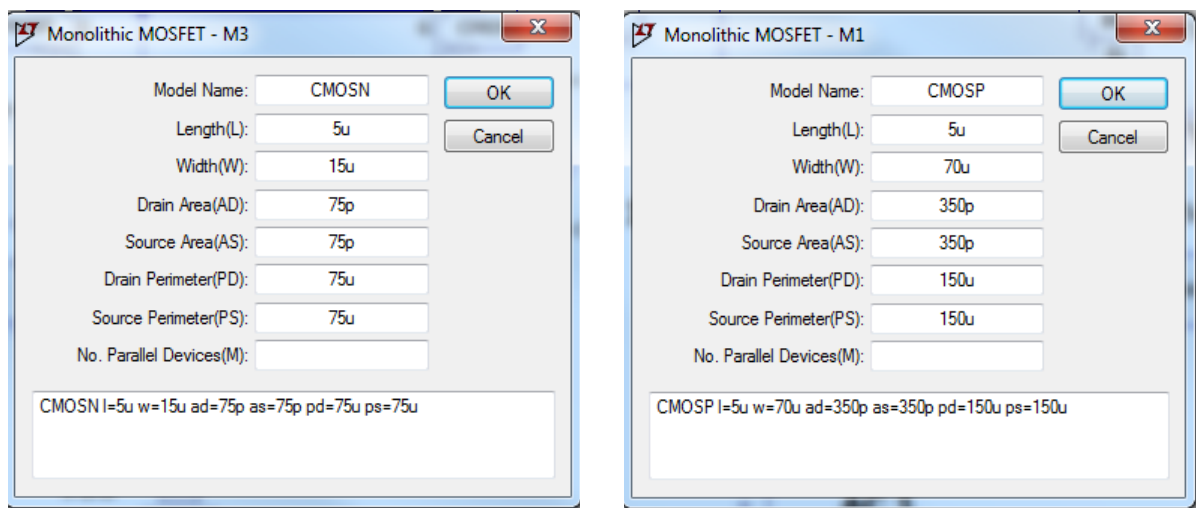 Monolithic MOSFET - M3
Model Name: CMOSN OK
Length(L): 5u Cancel
Width(W): 15u
Drain Area(AD): 75p
Source Area(AS): 75p
Drain Perimeter(PD): 75u
Source Perimeter(PS): 75u
No. Parallel Devices(M):
CMOSN l=5u w=15u ad=75p as=75p pd=75u ps=75u
Monolithic MOSFET - M1
Model Name: CMOSP OK
Length(L): 5u Cancel
Width(W): 70u
Drain Area(AD): 350p
Source Area(AS): 350p
Drain Perimeter(PD): 150u
Source Perimeter(PS): 150u
No. Parallel Devices(M):
CMOSP l=5u w=70u ad=350p as=350p pd=150u ps=150u